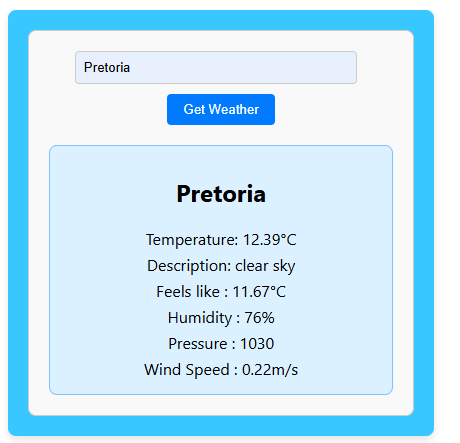 Pretoria
Get Weather
Pretoria
Temperature: 12.39°C
Description: clear sky
Feels like : 11.67°C
Humidity : 76%
Pressure : 1030
Wind Speed : 0.22m/s